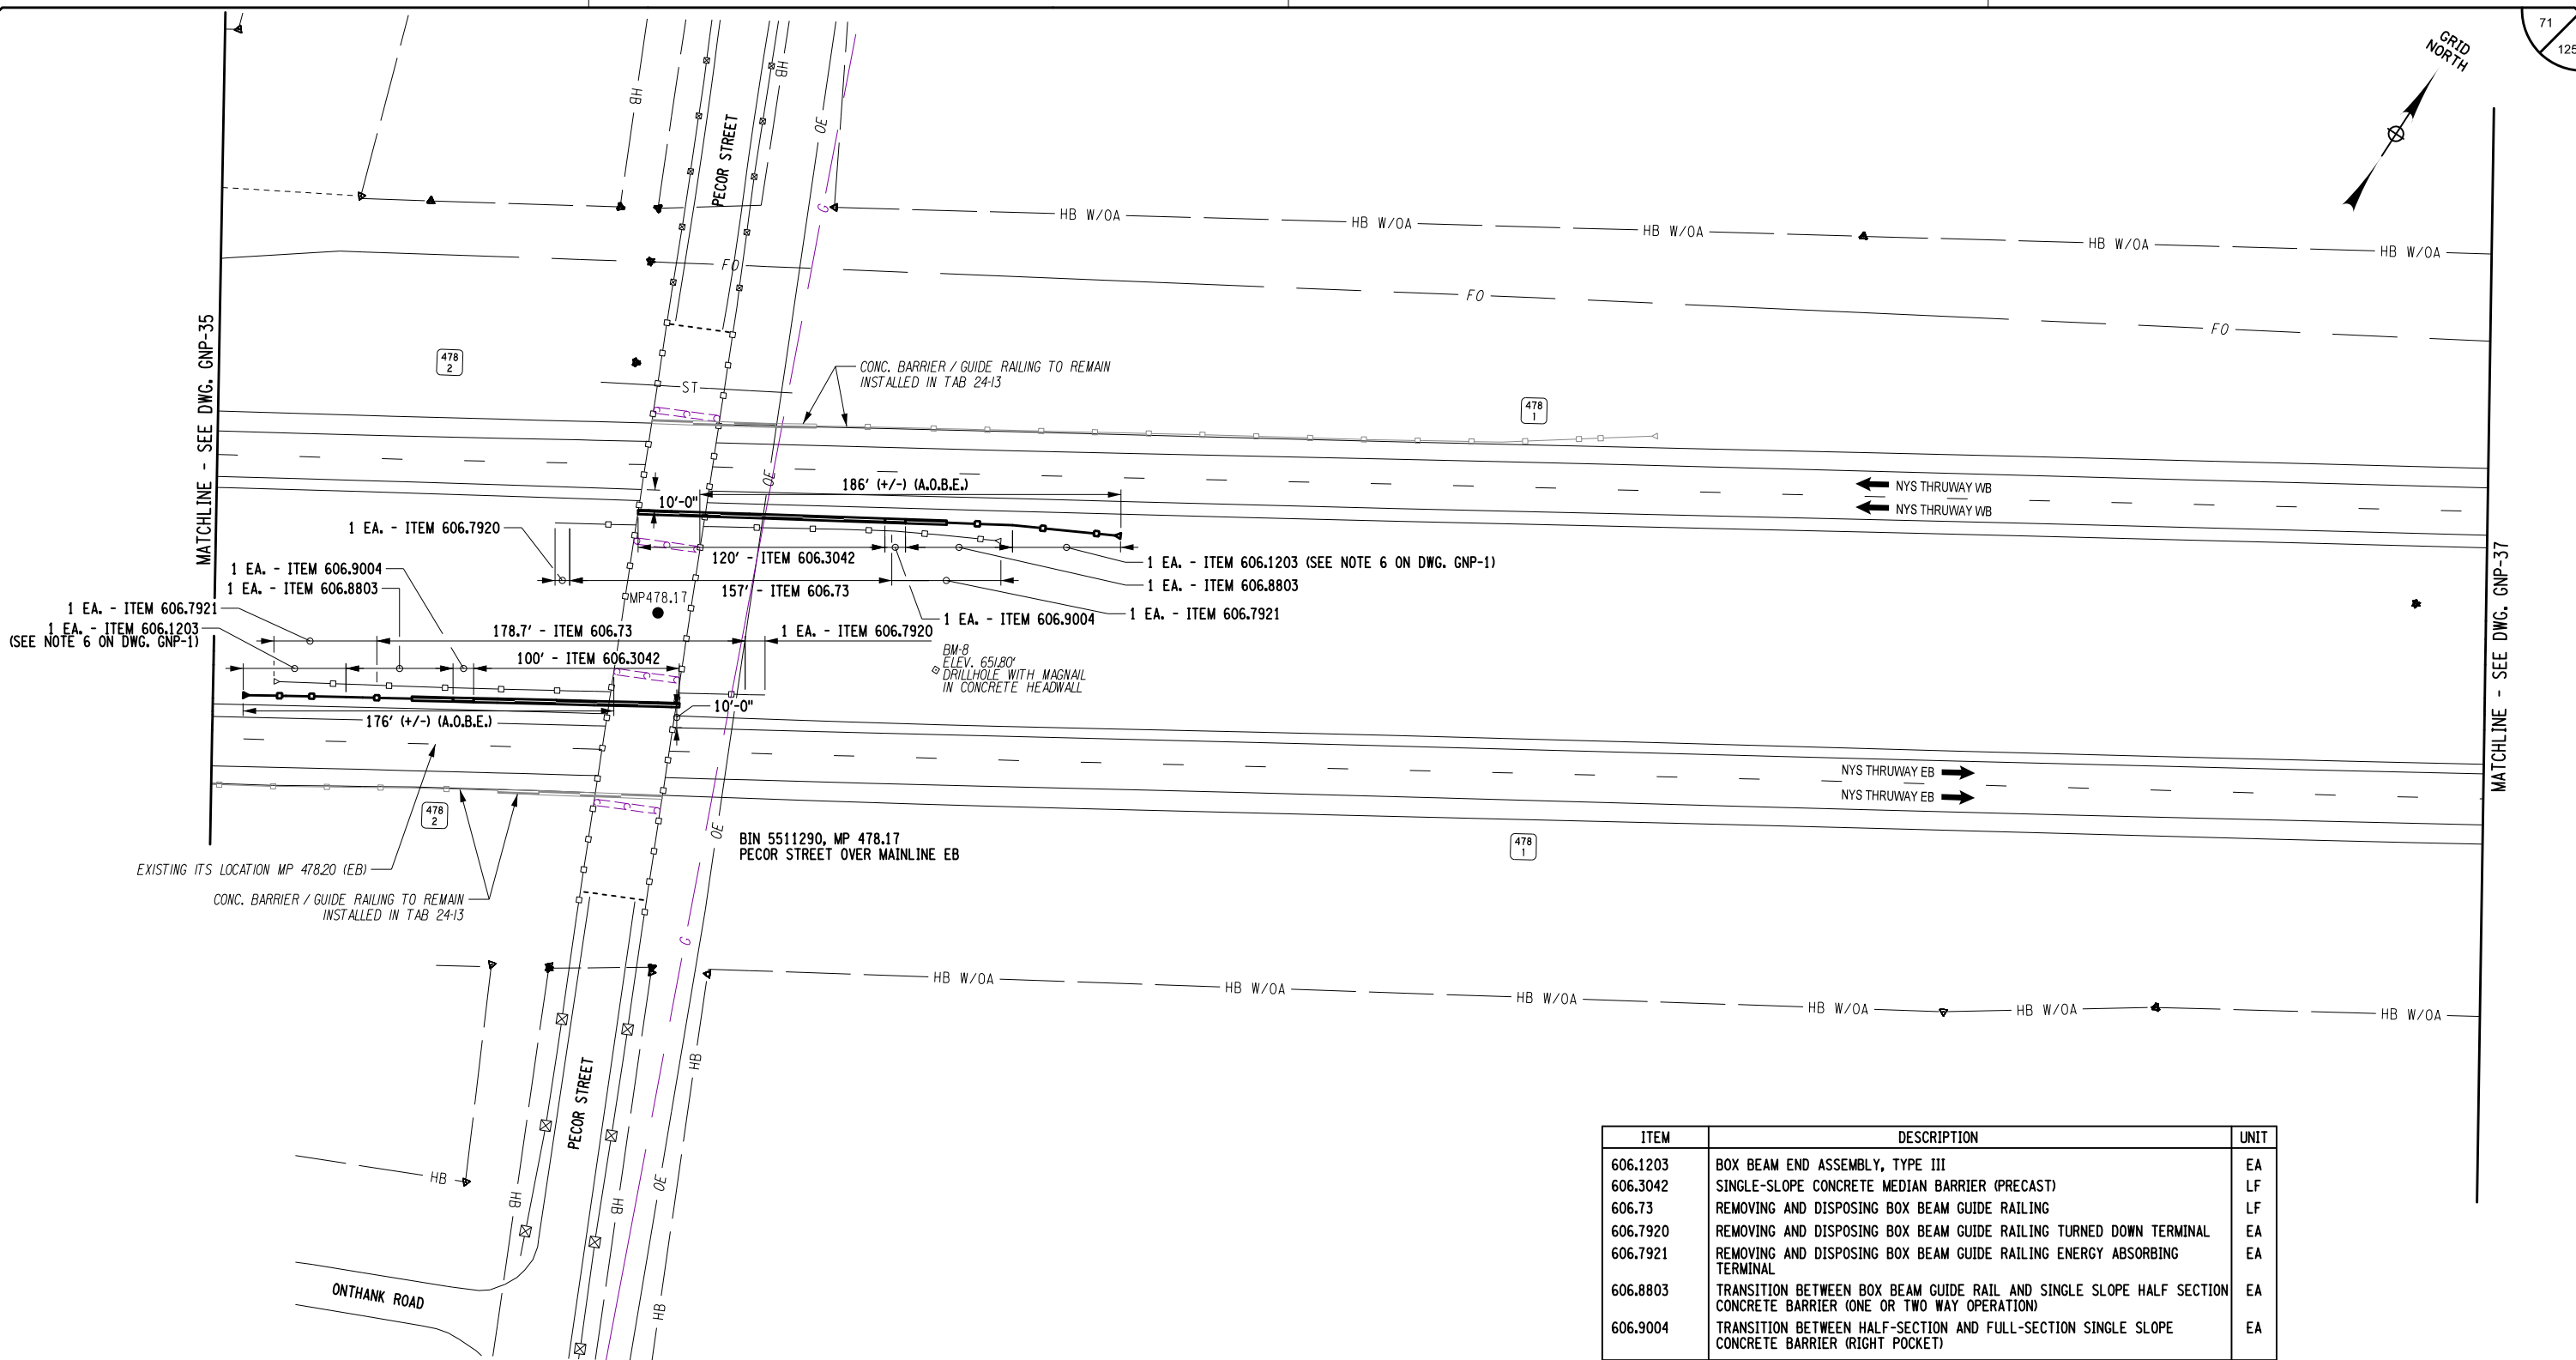 71
125
GRID
NORTH
HB
HB
PECOR STREET
OE
G
HB W/OA
HB W/OA
HB W/OA
HB W/OA
HB W/OA
FO
FO
FO
MATCHLINE - SEE DWG. GNP-35
478
2
CONC. BARRIER / GUIDE RAILING TO REMAIN
INSTALLED IN TAB 24-13
ST
478
1
OE
186' (+/-) (A.O.B.E.)
NYS THRUWAY WB
NYS THRUWAY WB
10'-0"
1 EA. - ITEM 606.7920
120' - ITEM 606.3042
1 EA. - ITEM 606.1203 (SEE NOTE 6 ON DWG. GNP-1)
1 EA. - ITEM 606.9004
1 EA. - ITEM 606.8803
1 EA. - ITEM 606.8803
157' - ITEM 606.73
MP478.17
1 EA. - ITEM 606.7921
1 EA. - ITEM 606.7921
1 EA. - ITEM 606.9004
1 EA. - ITEM 606.1203
(SEE NOTE 6 ON DWG. GNP-1)
178.7' - ITEM 606.73
1 EA. - ITEM 606.7920
100' - ITEM 606.3042
BM-8
ELEV. 651.80'
DRILLHOLE WITH MAGNAIL
IN CONCRETE HEADWALL
10'-0"
176' (+/-) (A.O.B.E.)
MATCHLINE - SEE DWG. GNP-37
NYS THRUWAY EB
NYS THRUWAY EB
478
2
OE
BIN 5511290, MP 478.17
PECOR STREET OVER MAINLINE EB
478
1
EXISTING ITS LOCATION MP 478.20 (EB)
CONC. BARRIER / GUIDE RAILING TO REMAIN
INSTALLED IN TAB 24-13
G
HB W/OA
HB W/OA
HB W/OA
HB W/OA
HB W/OA
HB W/OA
HB
PECOR STREET
HB
HB
HB
OE
HB
ONTHANK ROAD
ITEM DESCRIPTION UNIT
606.1203 BOX BEAM END ASSEMBLY, TYPE III EA
606.3042 SINGLE-SLOPE CONCRETE MEDIAN BARRIER (PRECAST) LF
606.73 REMOVING AND DISPOSING BOX BEAM GUIDE RAILING LF
606.7920 REMOVING AND DISPOSING BOX BEAM GUIDE RAILING TURNED DOWN TERMINAL EA
606.7921 REMOVING AND DISPOSING BOX BEAM GUIDE RAILING ENERGY ABSORBING EA
TERMINAL
606.8803 TRANSITION BETWEEN BOX BEAM GUIDE RAIL AND SINGLE SLOPE HALF SECTION EA
CONCRETE BARRIER (ONE OR TWO WAY OPERATION)
606.9004 TRANSITION BETWEEN HALF-SECTION AND FULL-SECTION SINGLE SLOPE EA
CONCRETE BARRIER (RIGHT POCKET)